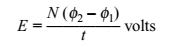 E = N(ϕ₂ − ϕ₁)/t volts